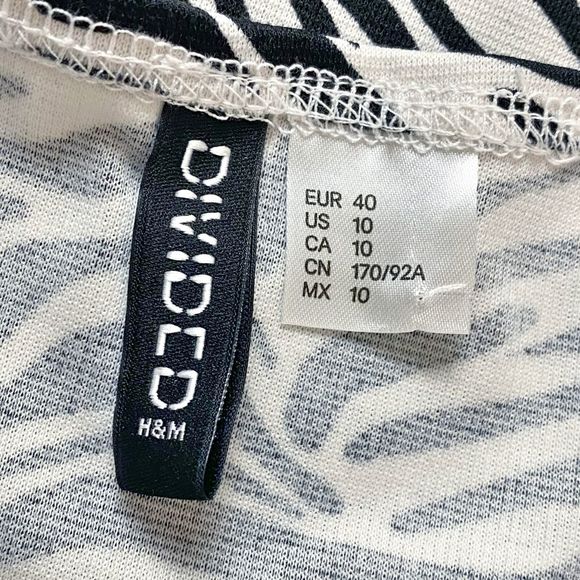 DIVIDED
H&M
EUR 40
US 10
CA 10
CN 170/92A
MX 10